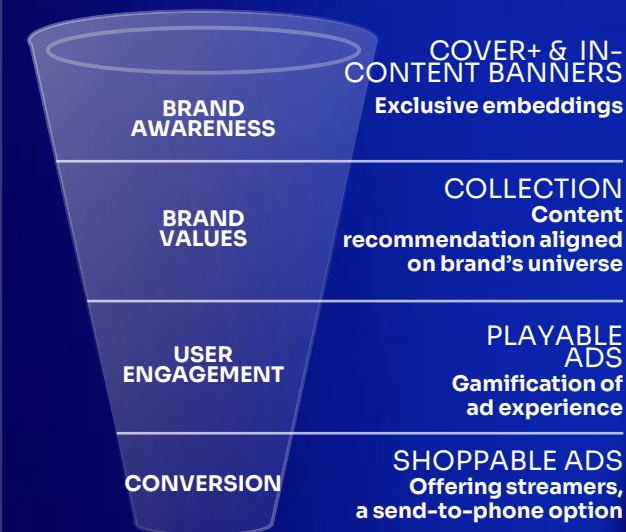 BRAND
AWARENESS
COVER+ & IN-
CONTENT BANNERS
Exclusive embeddings
BRAND
VALUES
COLLECTION
Content
recommendation aligned
on brand's universe
USER
ENGAGEMENT
PLAYABLE
ADS
Gamification of
ad experience
CONVERSION
SHOPPABLE ADS
Offering streamers,
a send-to-phone option